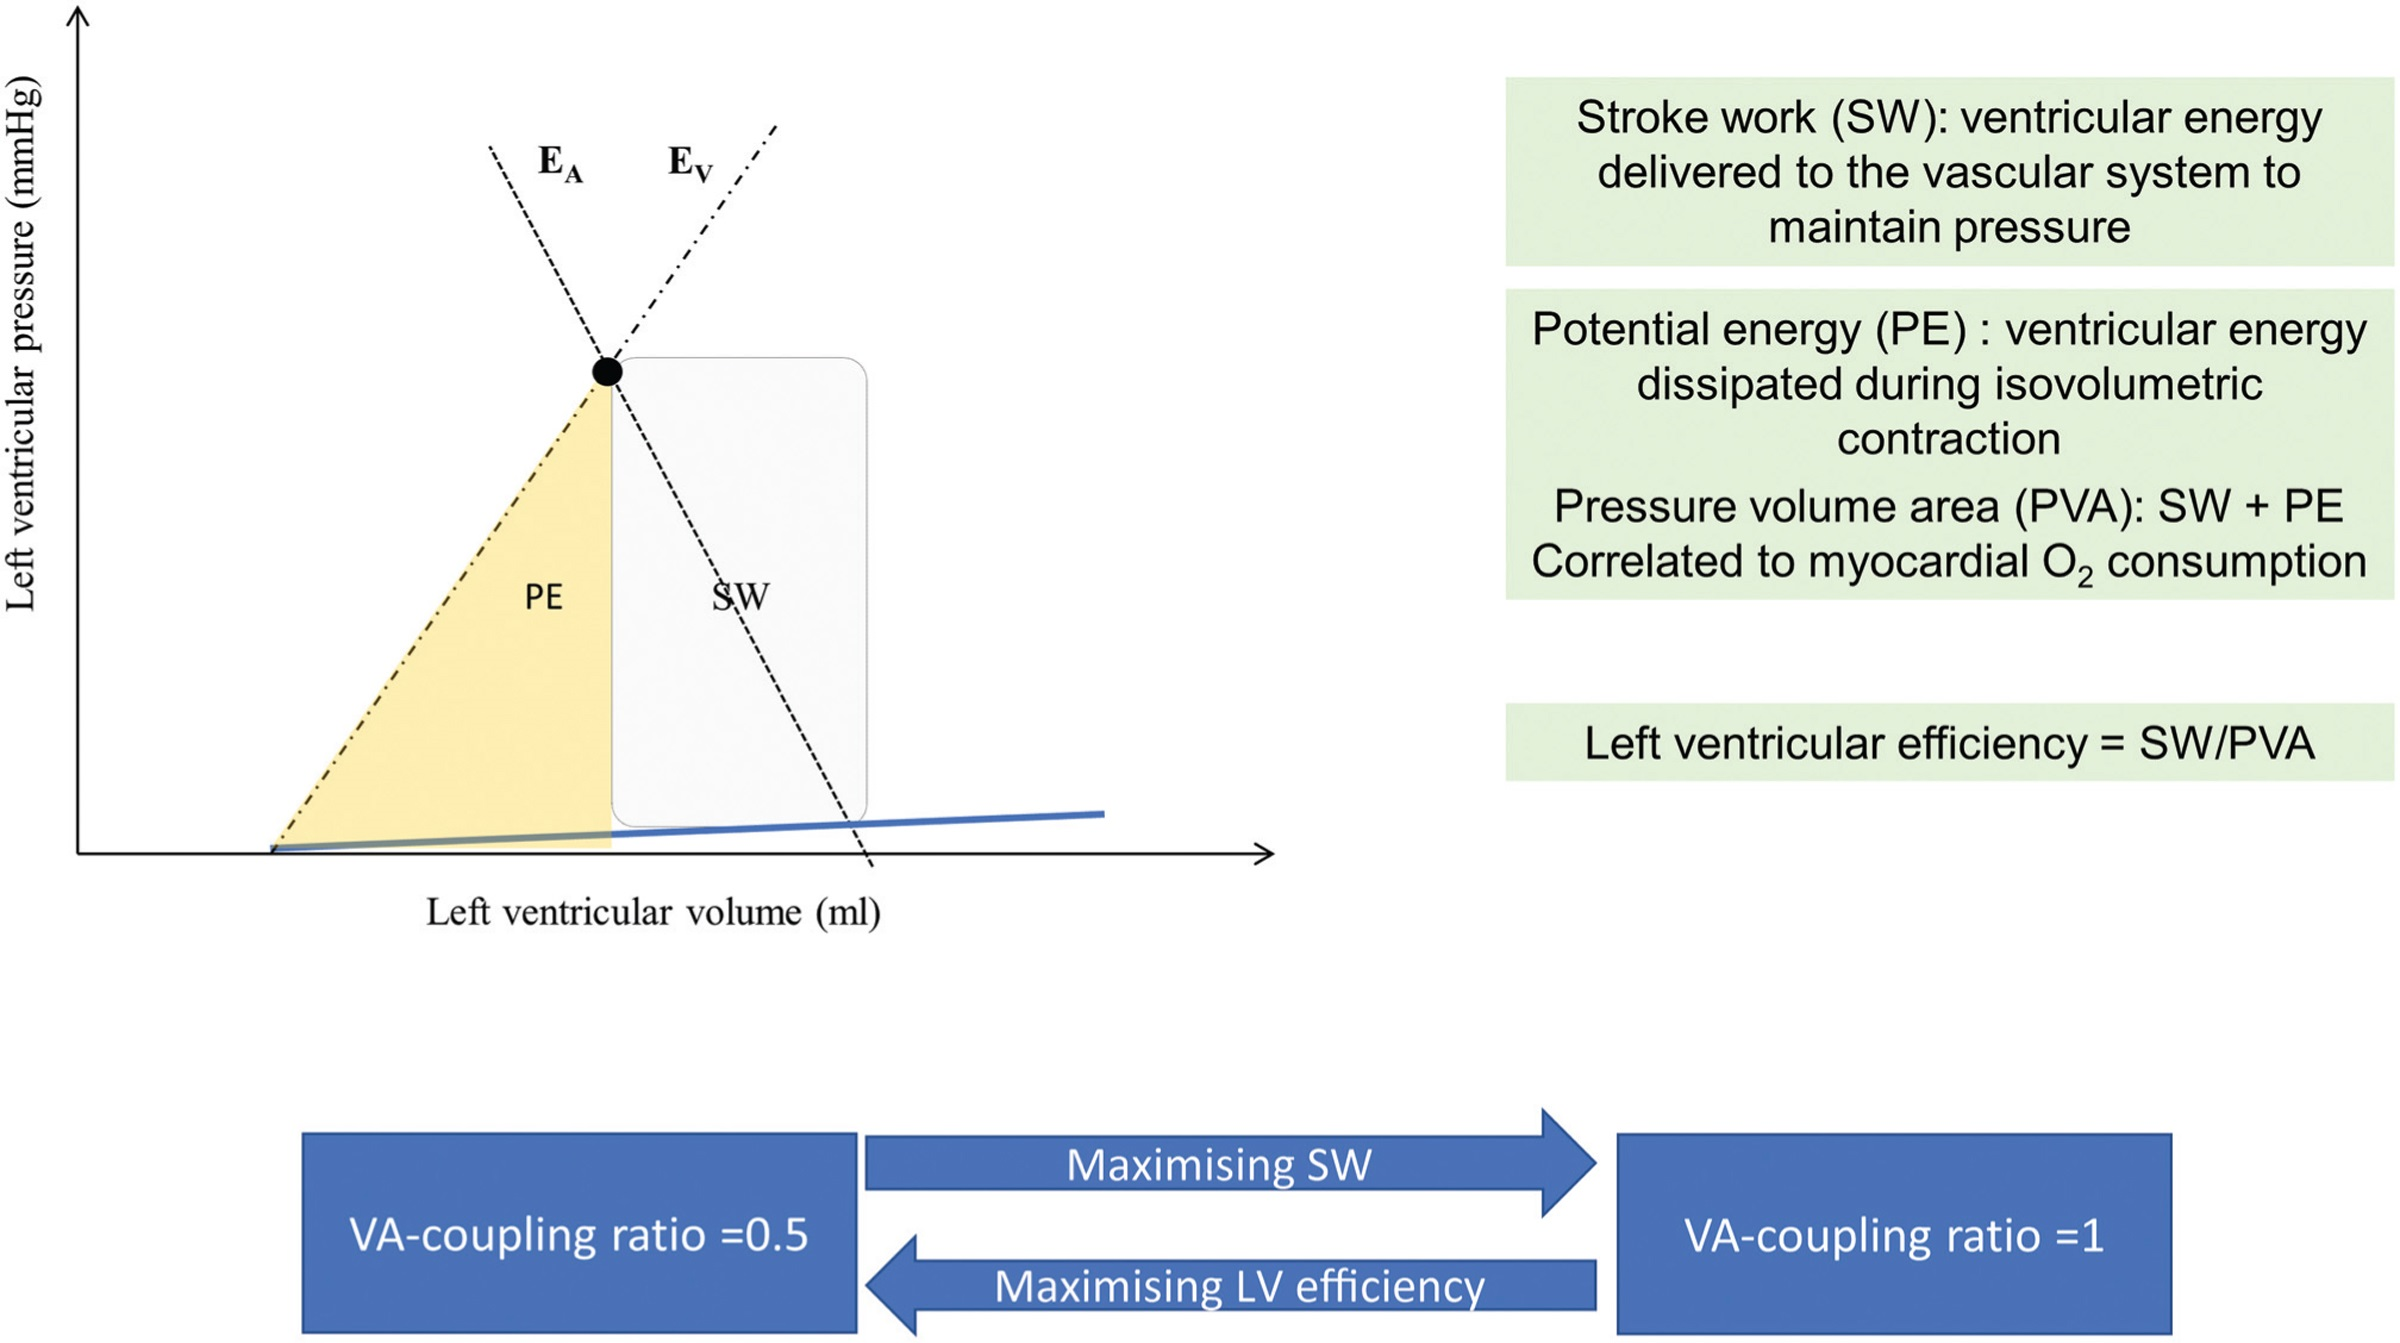 Left ventricular pressure (mmHg)
E_A
E_V
PE
SW
Left ventricular volume (ml)
Stroke work (SW): ventricular energy
delivered to the vascular system to
maintain pressure
Potential energy (PE) : ventricular energy
dissipated during isovolumetric
contraction
Pressure volume area (PVA): SW + PE
Correlated to myocardial O₂ consumption
Left ventricular efficiency = SW/PVA
VA-coupling ratio =0.5
Maximising SW
Maximising LV efficiency
VA-coupling ratio =1